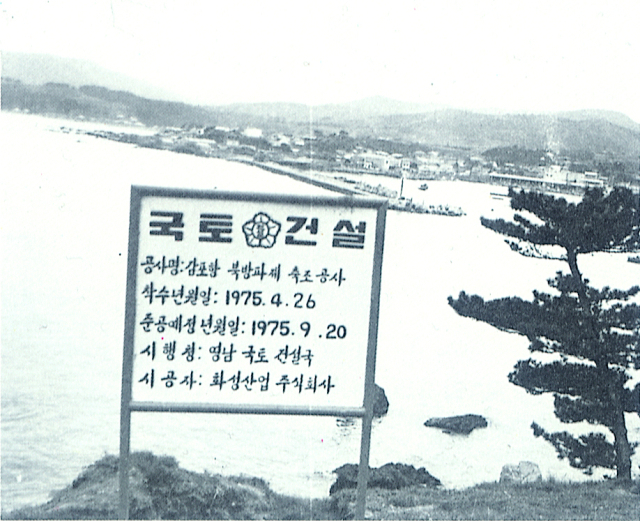 국토 건설
공사명: 감포항 북방파제 축조공사
착수년월일: 1975.4.26
준공예정년월일: 1975.9.20
시행청: 영남 국토 건설국
시공자: 화성산업 주식회사